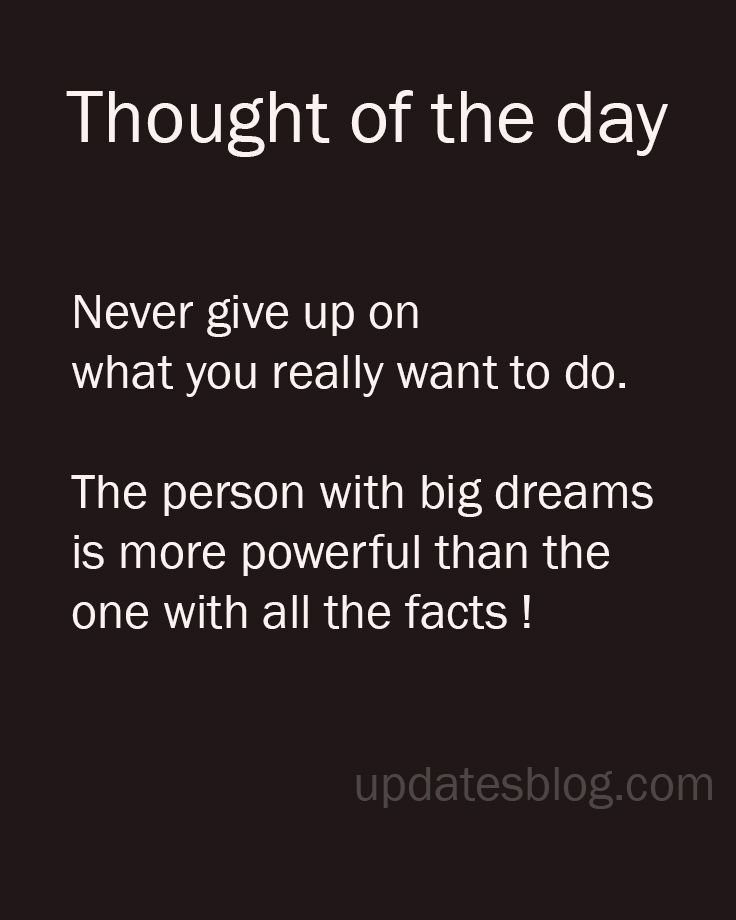 Thought of the day
Never give up on
what you really want to do.
The person with big dreams
is more powerful than the
one with all the facts !
updatesblog.com